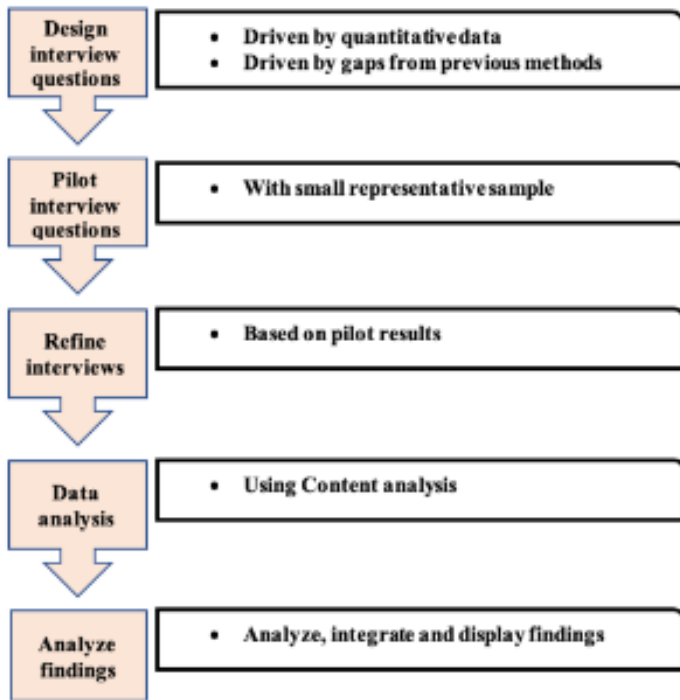 Design
interview
questions
• Driven by quantitative data
• Driven by gaps from previous methods
Pilot
interview
questions
• With small representative sample
Refine
interviews
• Based on pilot results
Data
analysis
• Using Content analysis
Analyze
findings
• Analyze, integrate and display findings